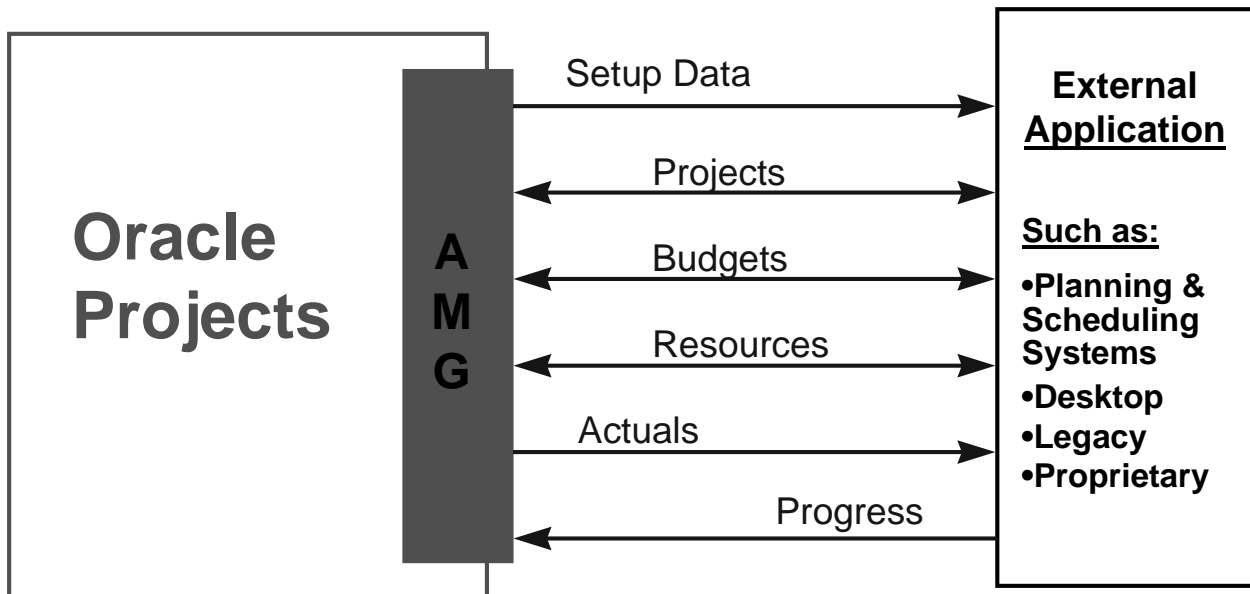 Oracle
Projects
A
M
G
Setup Data
Projects
Budgets
Resources
Actuals
Progress
External
Application
Such as:
•Planning &
Scheduling
Systems
•Desktop
•Legacy
•Proprietary